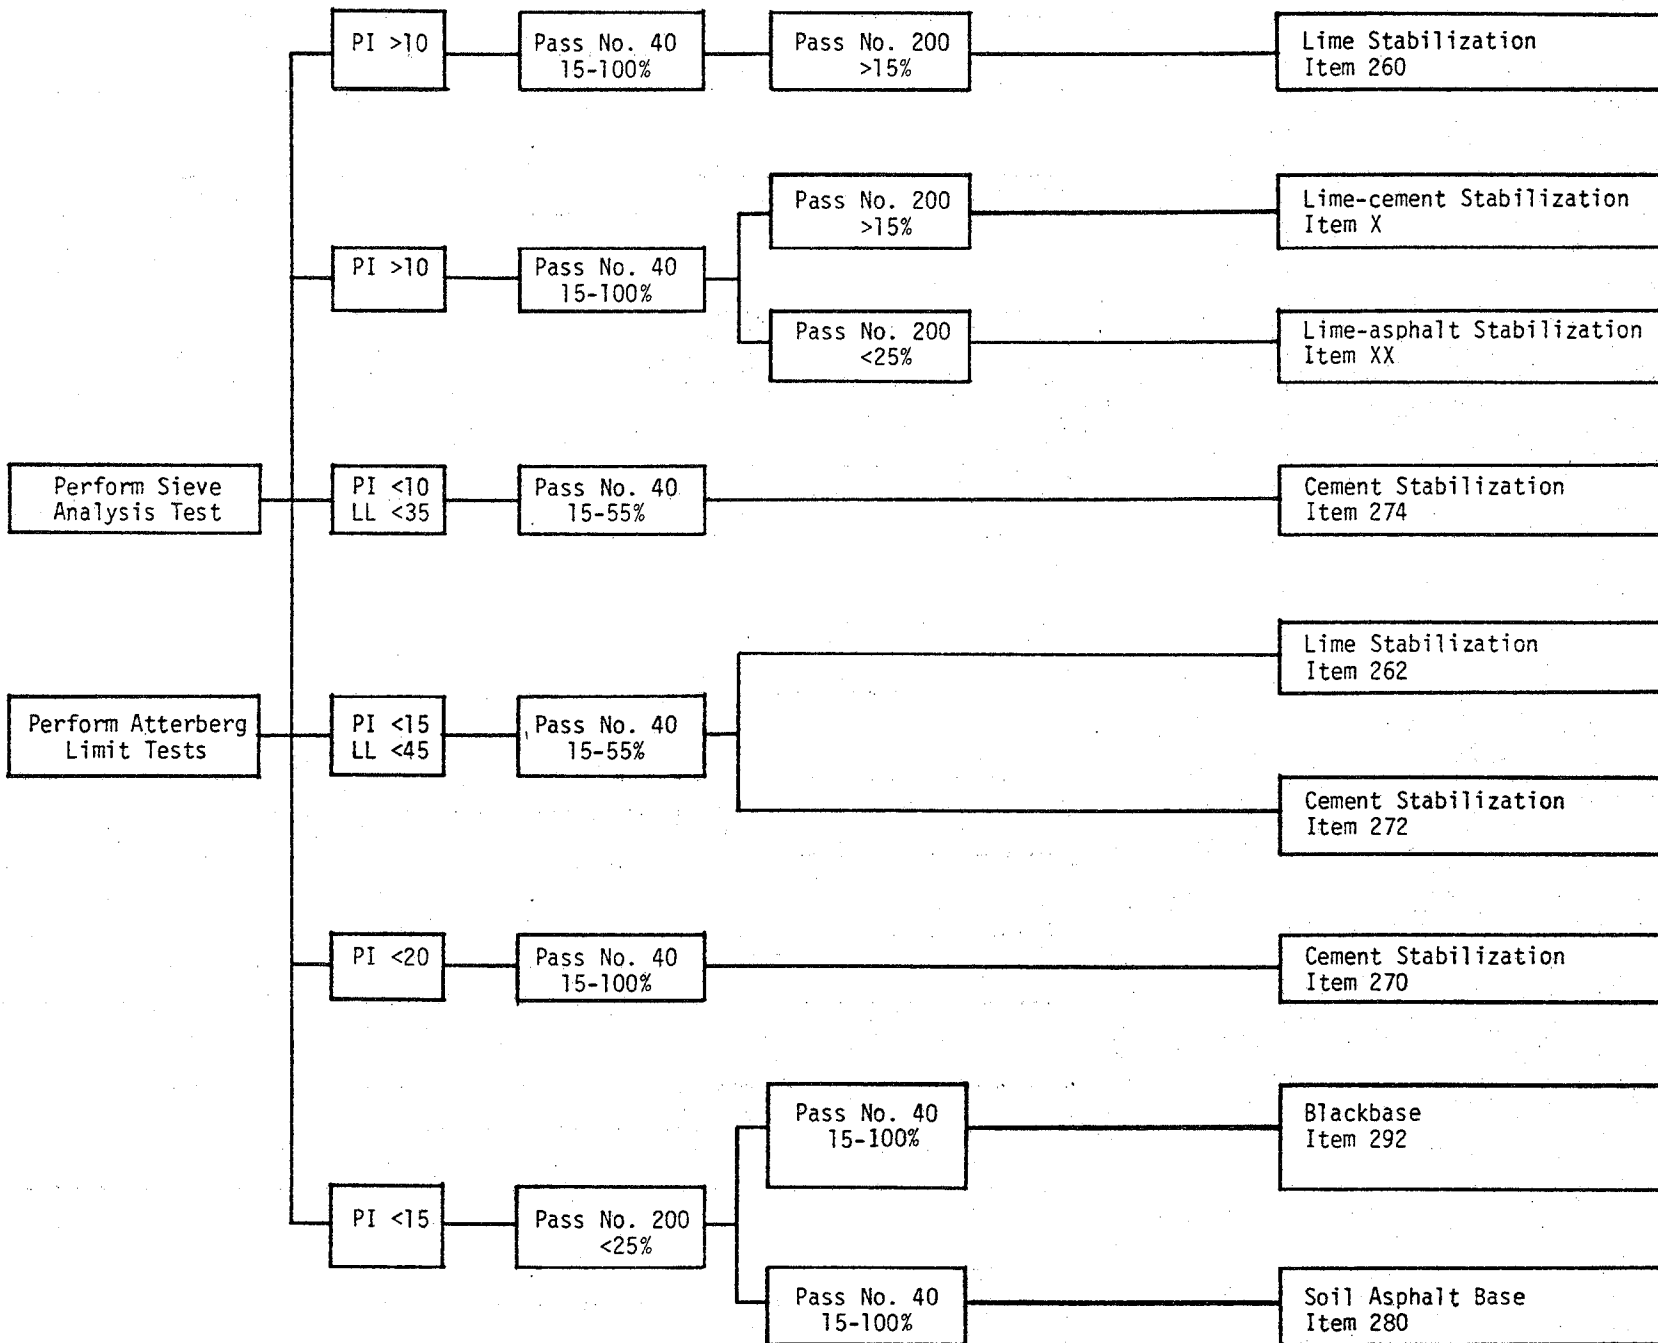 PI >10
Pass No. 40
15-100%
Pass No. 200
>15%
Lime Stabilization
Item 260
PI >10
Pass No. 40
15-100%
Pass No. 200
>15%
Lime-cement Stabilization
Item X
Pass No. 200
<25%
Lime-asphalt Stabilization
Item XX
Perform Sieve
Analysis Test
PI <10
LL <35
Pass No. 40
15-55%
Cement Stabilization
Item 274
Perform Atterberg
Limit Tests
PI <15
LL <45
Pass No. 40
15-55%
Lime Stabilization
Item 262
Cement Stabilization
Item 272
PI <20
Pass No. 40
15-100%
Cement Stabilization
Item 270
PI <15
Pass No. 200
<25%
Pass No. 40
15-100%
Blackbase
Item 292
Pass No. 40
15-100%
Soil Asphalt Base
Item 280